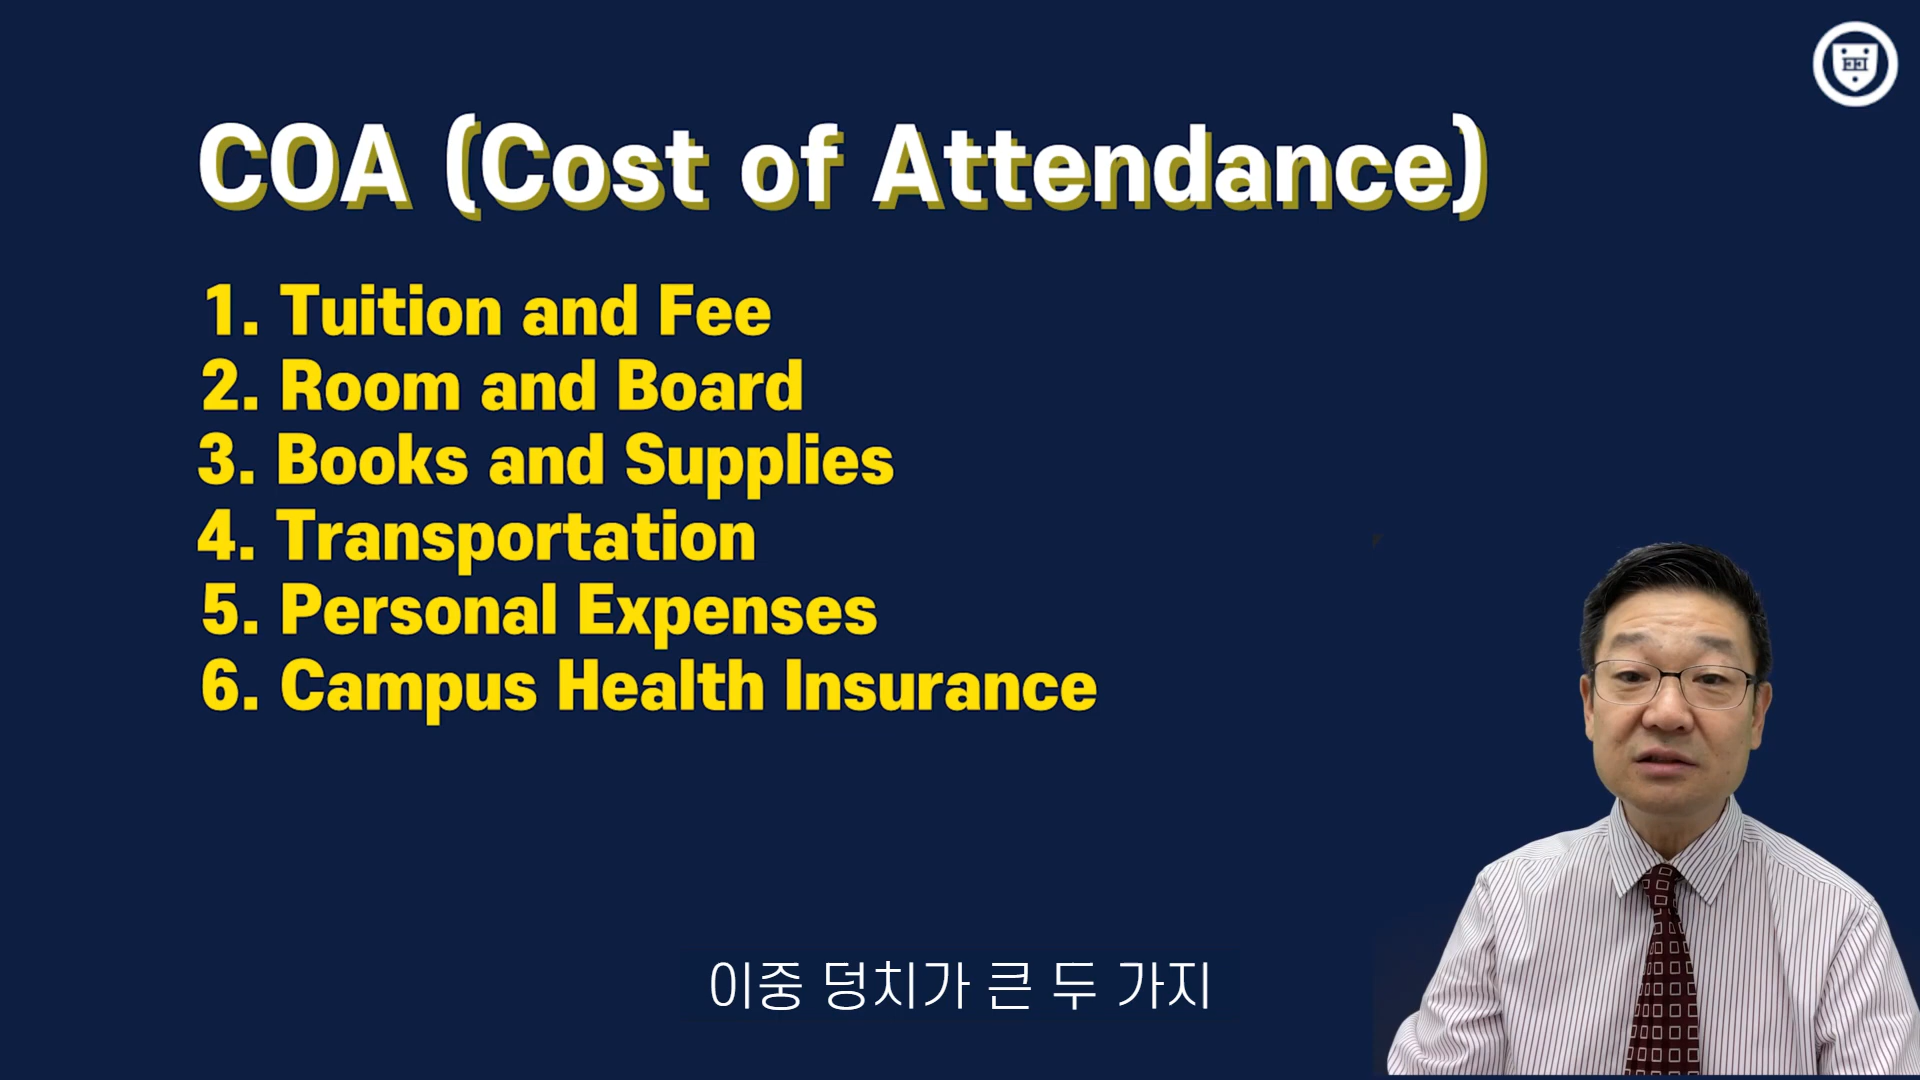 EEI
COA (Cost of Attendance)
1. Tuition and Fee
2. Room and Board
3. Books and Supplies
4. Transportation
5. Personal Expenses
6. Campus Health Insurance
이중 덩치가 큰 두 가지